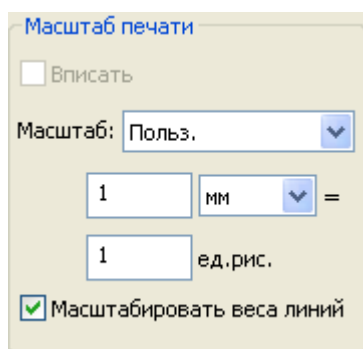 Масштаб печати
Вписать
Масштаб: Польз.
1 мм =
1 ед.рис.
Масштабировать веса линий